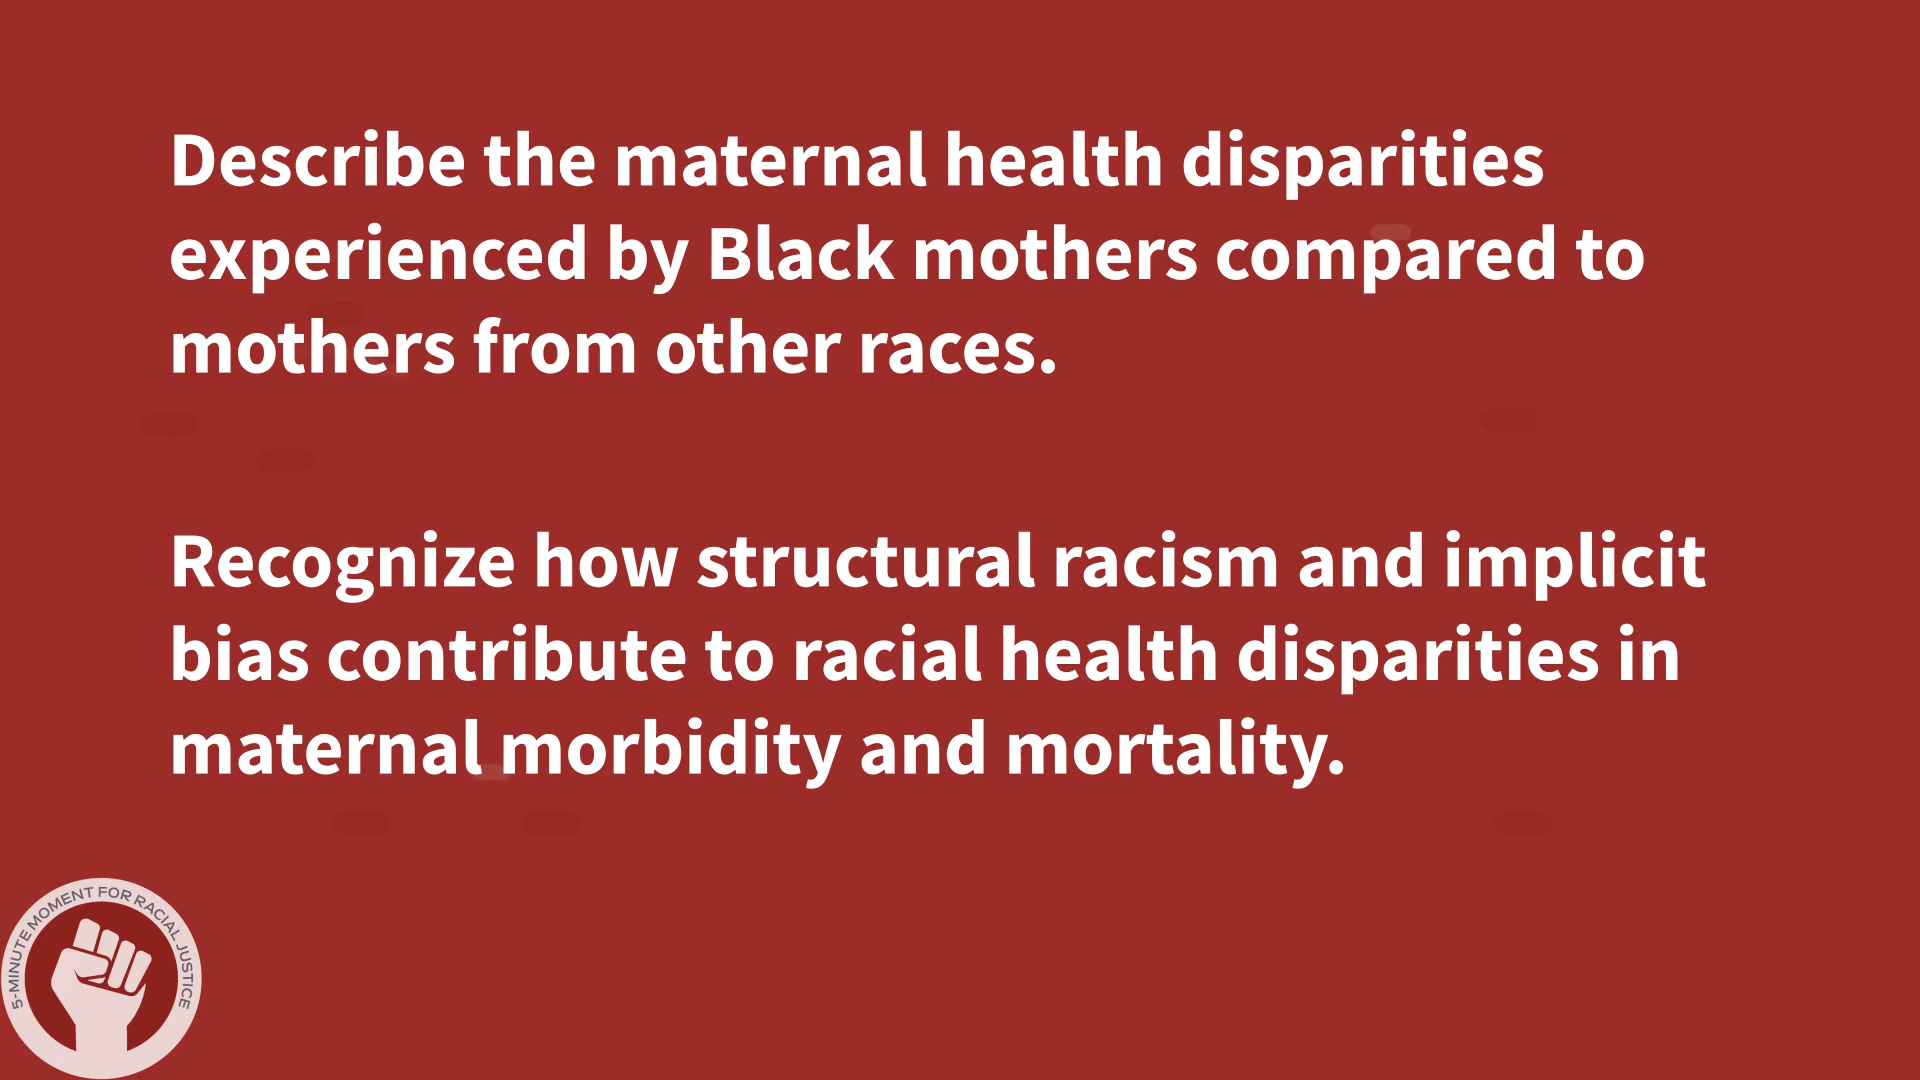 Describe the maternal health disparities
experienced by Black mothers compared to
mothers from other races.
Recognize how structural racism and implicit
bias contribute to racial health disparities in
maternal morbidity and mortality.
5-MINUTE MOMENT FOR RACIAL JUSTICE